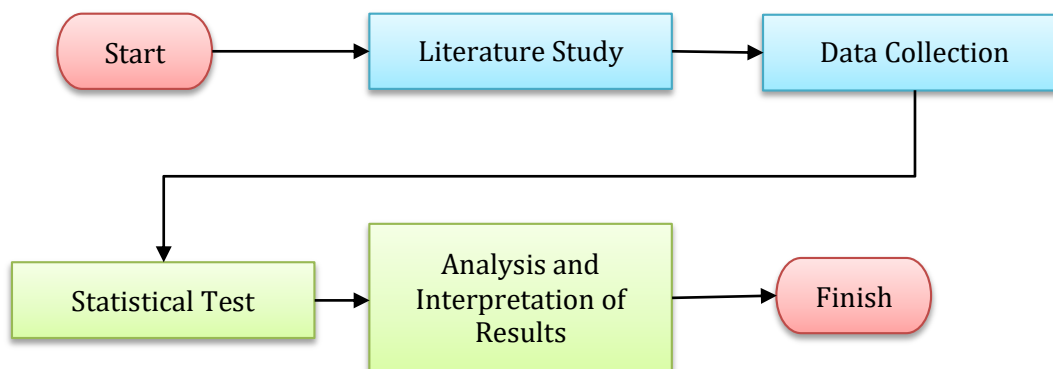 Start
Literature Study
Data Collection
Statistical Test
Analysis and
Interpretation of
Results
Finish